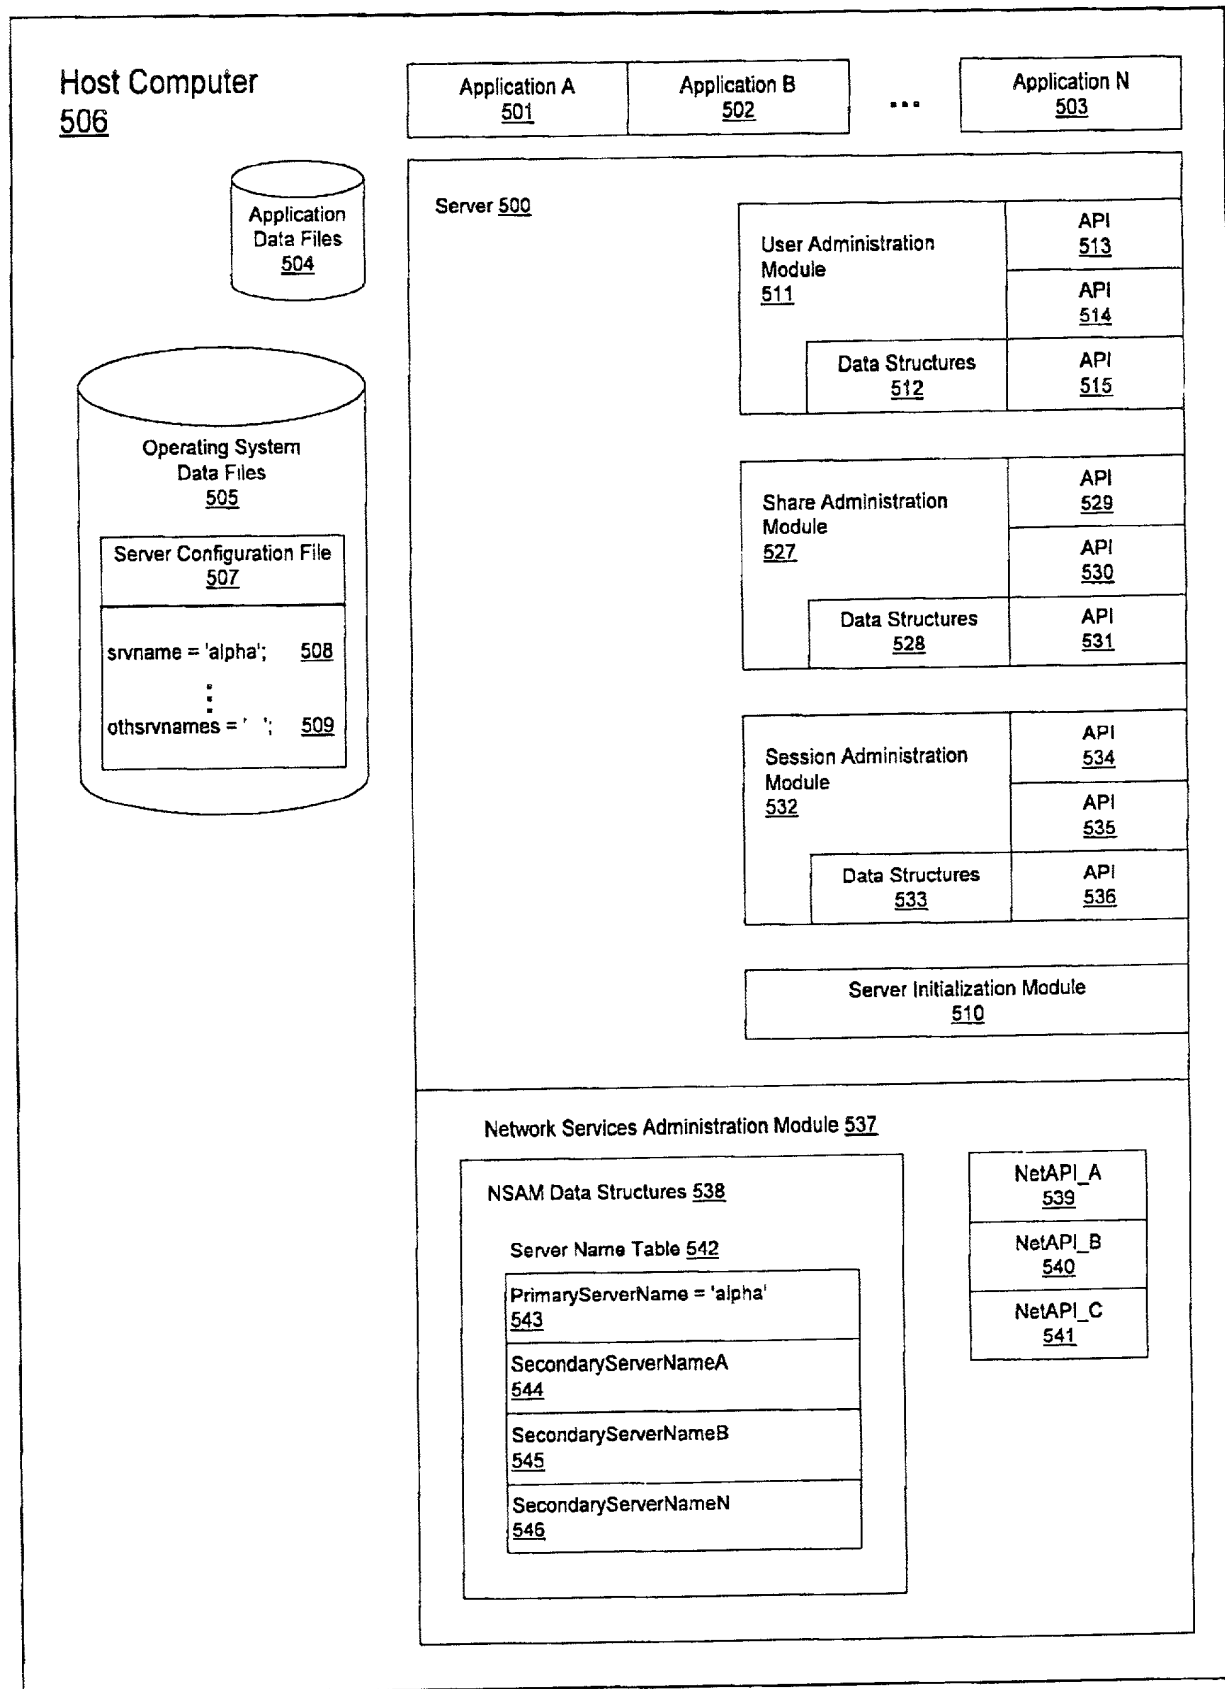 Host Computer
506
Application A
501
Application B
502
...
Application N
503
Application
Data Files
504
Operating System
Data Files
505
Server Configuration File
507
srvname = 'alpha'; 508
othsrvnames = ' '; 509
Server 500
User Administration
Module
511
Data Structures
512
API
513
API
514
API
515
Share Administration
Module
527
Data Structures
528
API
529
API
530
API
531
Session Administration
Module
532
Data Structures
533
API
534
API
535
API
536
Server Initialization Module
510
Network Services Administration Module 537
NSAM Data Structures 538
Server Name Table 542
PrimaryServerName = 'alpha'
543
SecondaryServerNameA
544
SecondaryServerNameB
545
SecondaryServerNameN
546
NetAPI_A
539
NetAPI_B
540
NetAPI_C
541